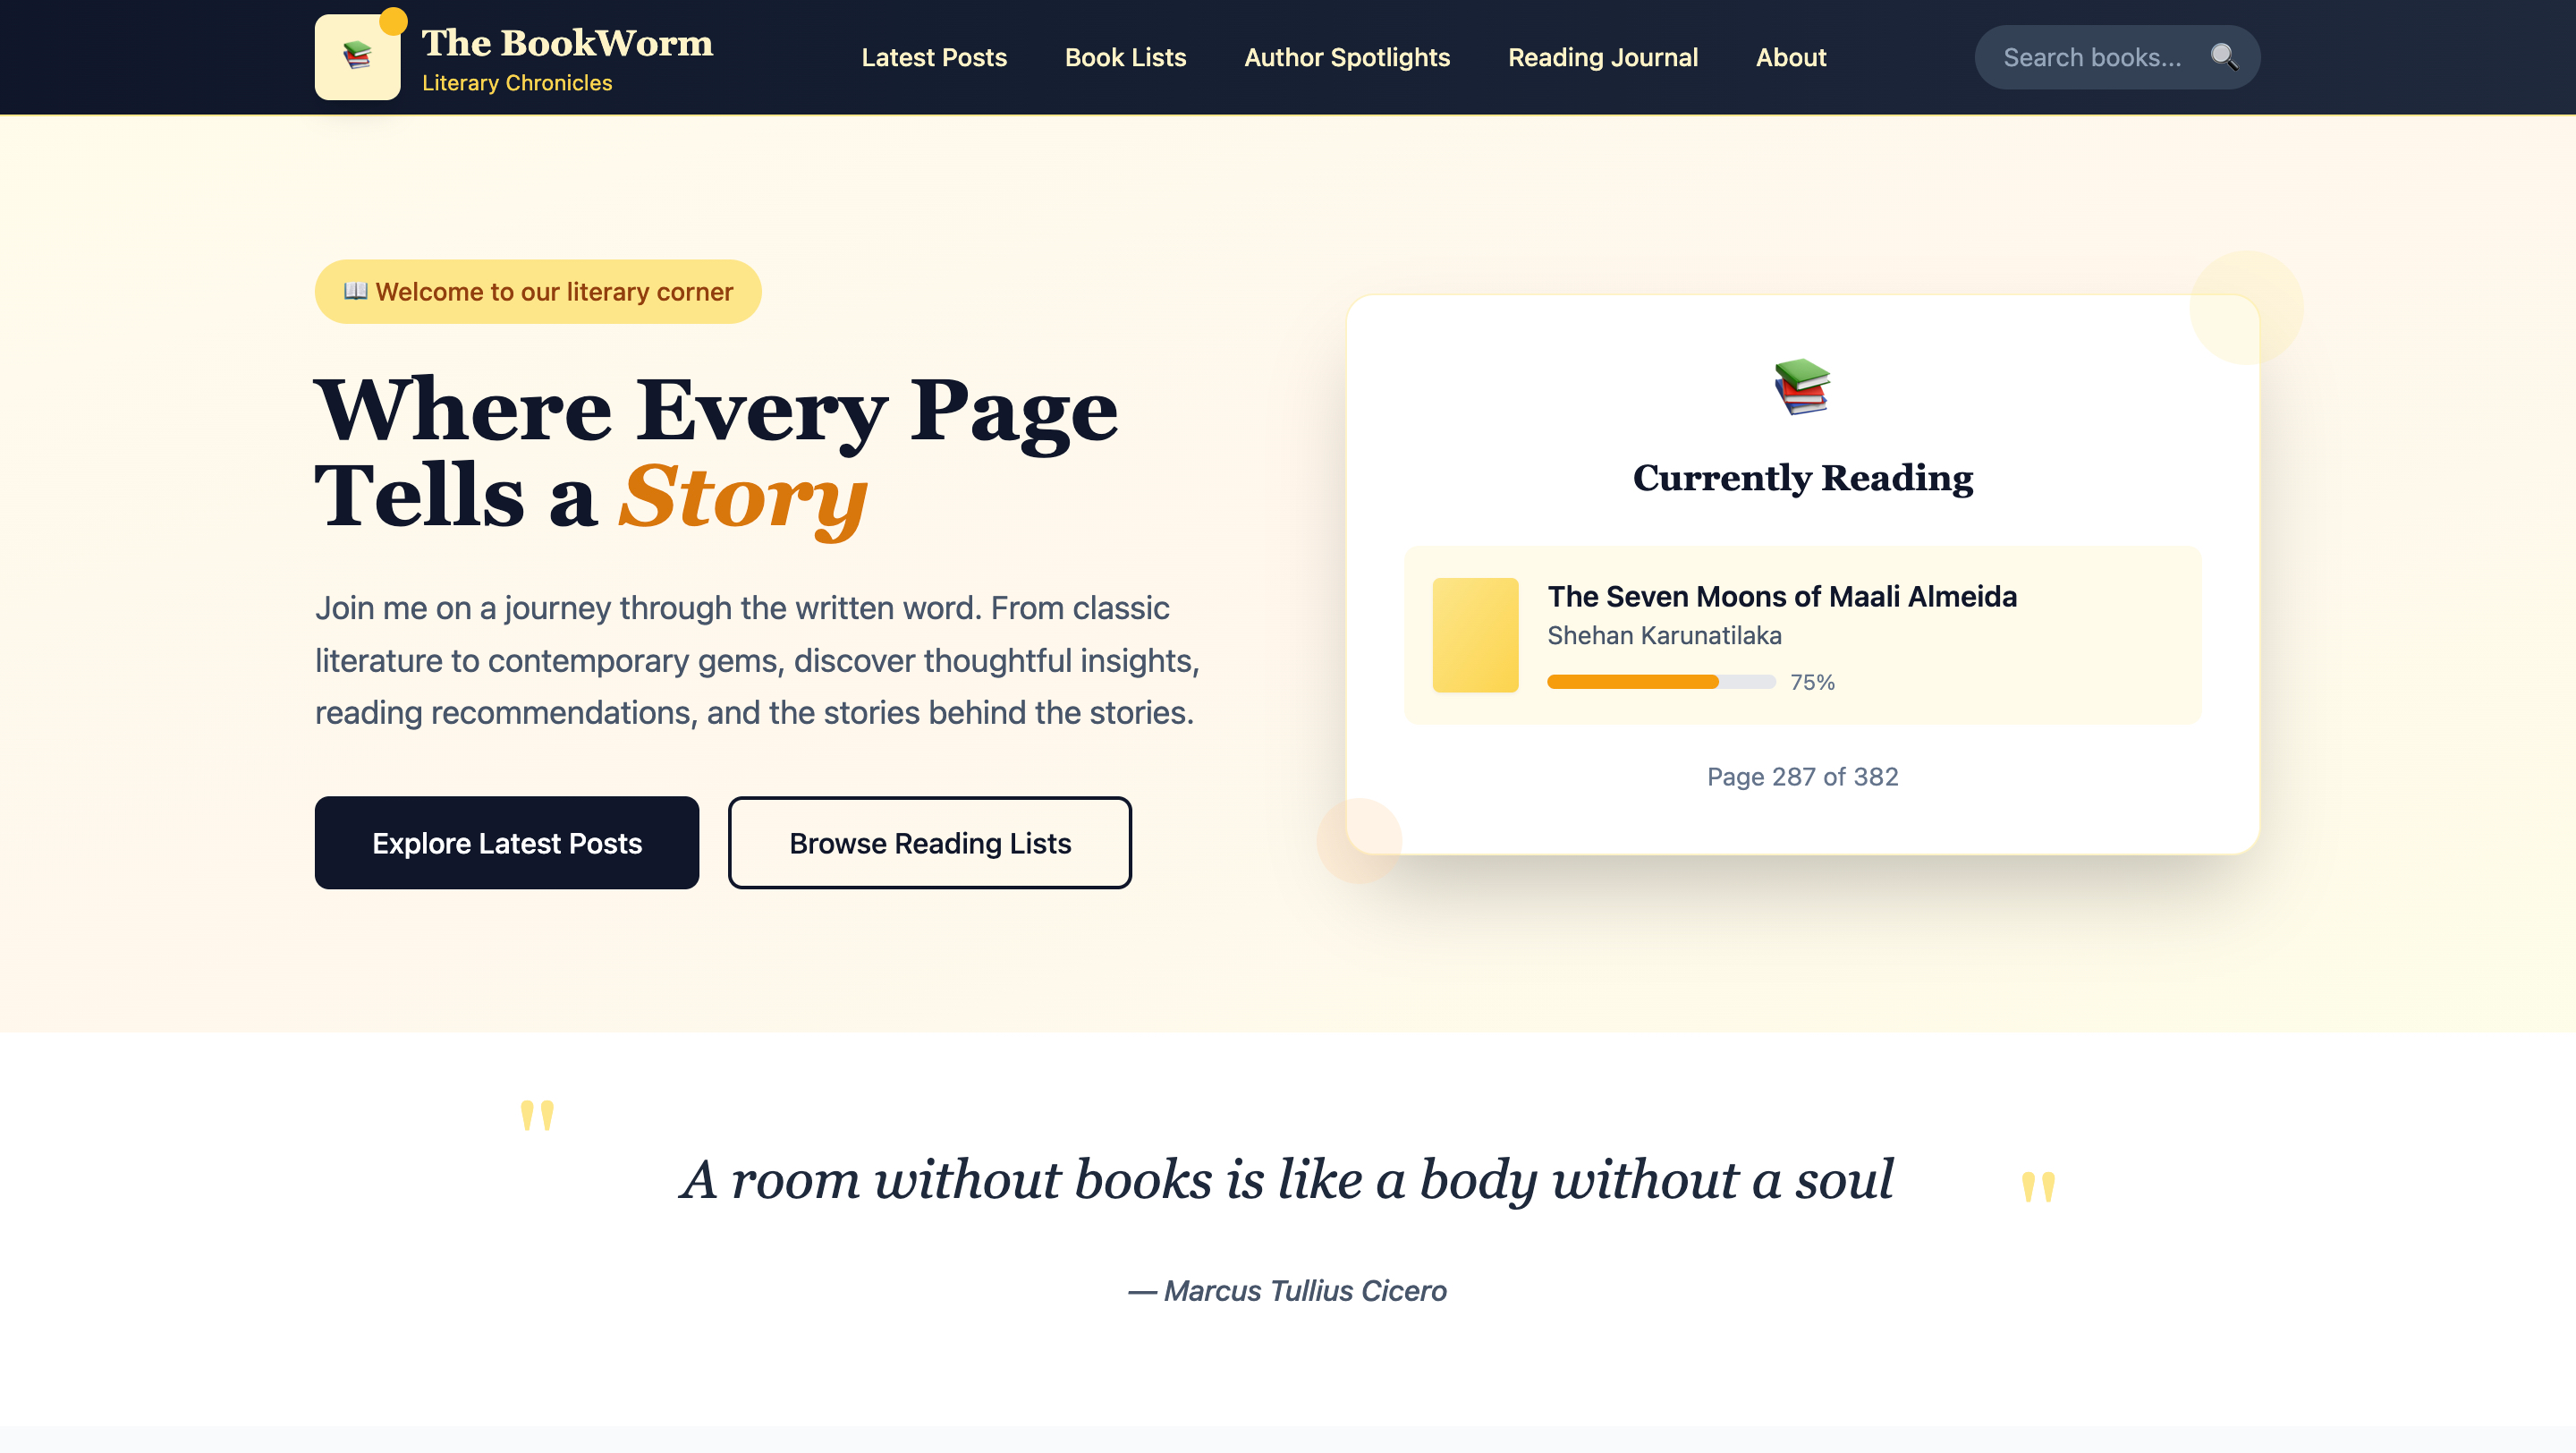 The BookWorm
Literary Chronicles
Latest Posts
Book Lists
Author Spotlights
Reading Journal
About
Search books...
📖 Welcome to our literary corner
Where Every Page
Tells a Story
Join me on a journey through the written word. From classic
literature to contemporary gems, discover thoughtful insights,
reading recommendations, and the stories behind the stories.
Explore Latest Posts
Browse Reading Lists
Currently Reading
The Seven Moons of Maali Almeida
Shehan Karunatilaka
75%
Page 287 of 382
"
A room without books is like a body without a soul
"
— Marcus Tullius Cicero